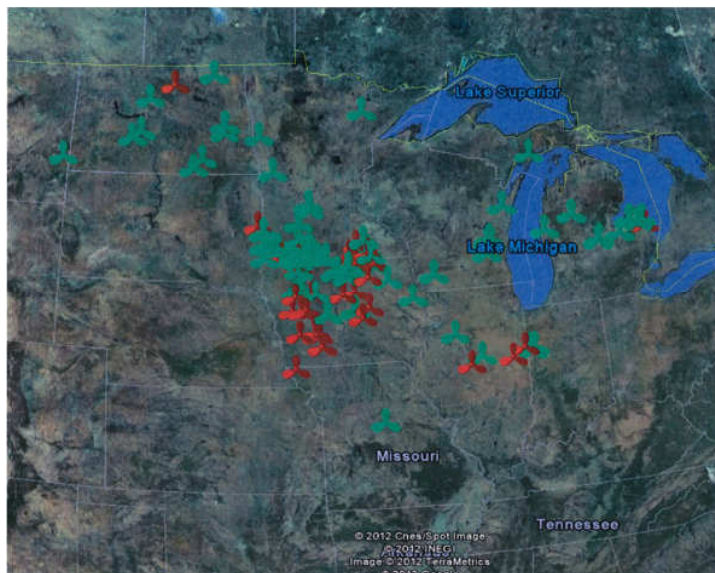 Lake Superior
Lake Michigan
Missouri
Tennessee
© 2012 Cnes/Spot Image
© 2012 INEGI
Image © 2012 TerraMetrics